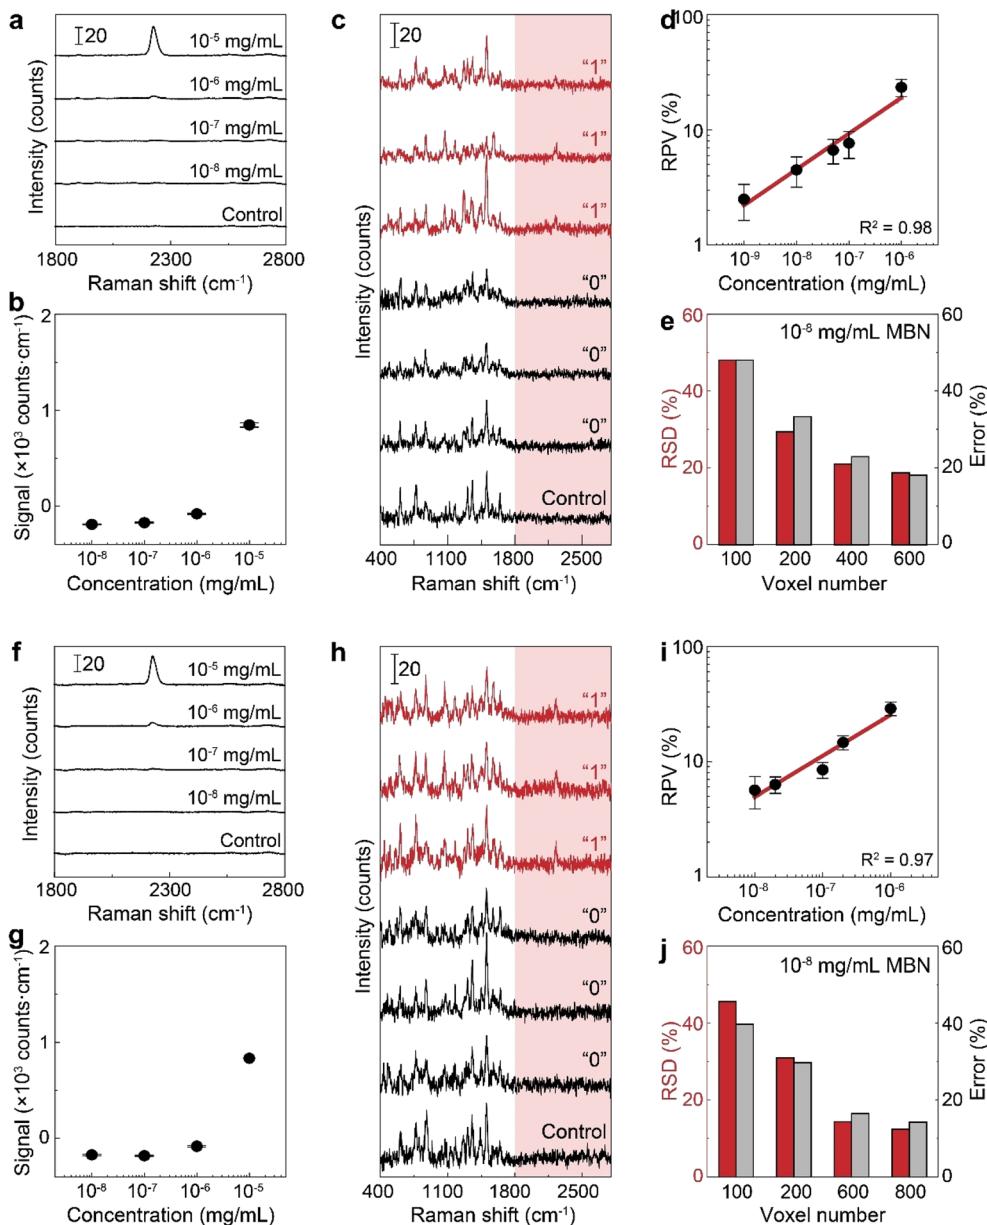 a
20
10⁻⁵ mg/mL
10⁻⁶ mg/mL
10⁻⁷ mg/mL
10⁻⁸ mg/mL
Control
Intensity (counts)
1800 2300 2800
Raman shift (cm⁻¹)
b
2
1
0
Signal (×10³ counts·cm⁻¹)
10⁻⁸ 10⁻⁷ 10⁻⁶ 10⁻⁵
Concentration (mg/mL)
c
20
"1"
"1"
"1"
"0"
"0"
"0"
Control
Intensity (counts)
400 1100 1800 2500
Raman shift (cm⁻¹)
d
100
10
1
RPV (%)
R² = 0.98
10⁻⁹ 10⁻⁸ 10⁻⁷ 10⁻⁶
Concentration (mg/mL)
e
10⁻⁸ mg/mL MBN
60 60
40 40
20 20
0 0
RSD (%)
Error (%)
100 200 400 600
Voxel number
f
20
10⁻⁵ mg/mL
10⁻⁶ mg/mL
10⁻⁷ mg/mL
10⁻⁸ mg/mL
Control
Intensity (counts)
1800 2300 2800
Raman shift (cm⁻¹)
g
2
1
0
Signal (×10³ counts·cm⁻¹)
10⁻⁸ 10⁻⁷ 10⁻⁶ 10⁻⁵
Concentration (mg/mL)
h
20
"1"
"1"
"1"
"0"
"0"
"0"
Control
Intensity (counts)
400 1100 1800 2500
Raman shift (cm⁻¹)
i
100
10
1
RPV (%)
R² = 0.97
10⁻⁸ 10⁻⁷ 10⁻⁶
Concentration (mg/mL)
j
10⁻⁸ mg/mL MBN
60 60
40 40
20 20
0 0
RSD (%)
Error (%)
100 200 600 800
Voxel number